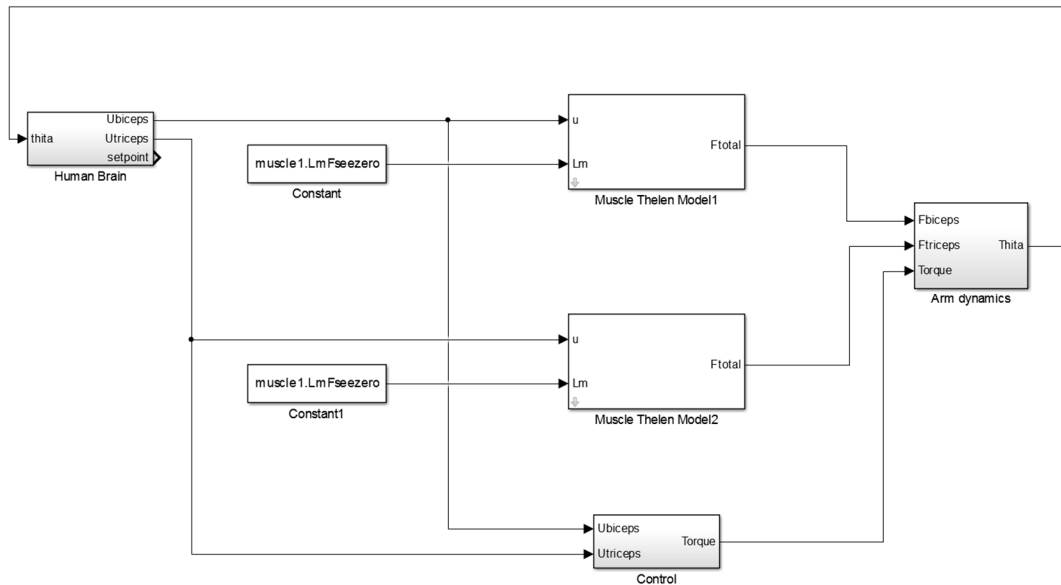 thita
Ubiceps
Utriceps
setpoint
Human Brain
muscle1.LmFseezero
Constant
u
Lm
Ftotal
Muscle Thelen Model1
Fbiceps
Ftriceps
Torque
Thita
Arm dynamics
muscle1.LmFseezero
Constant1
u
Lm
Ftotal
Muscle Thelen Model2
Ubiceps
Utriceps
Torque
Control